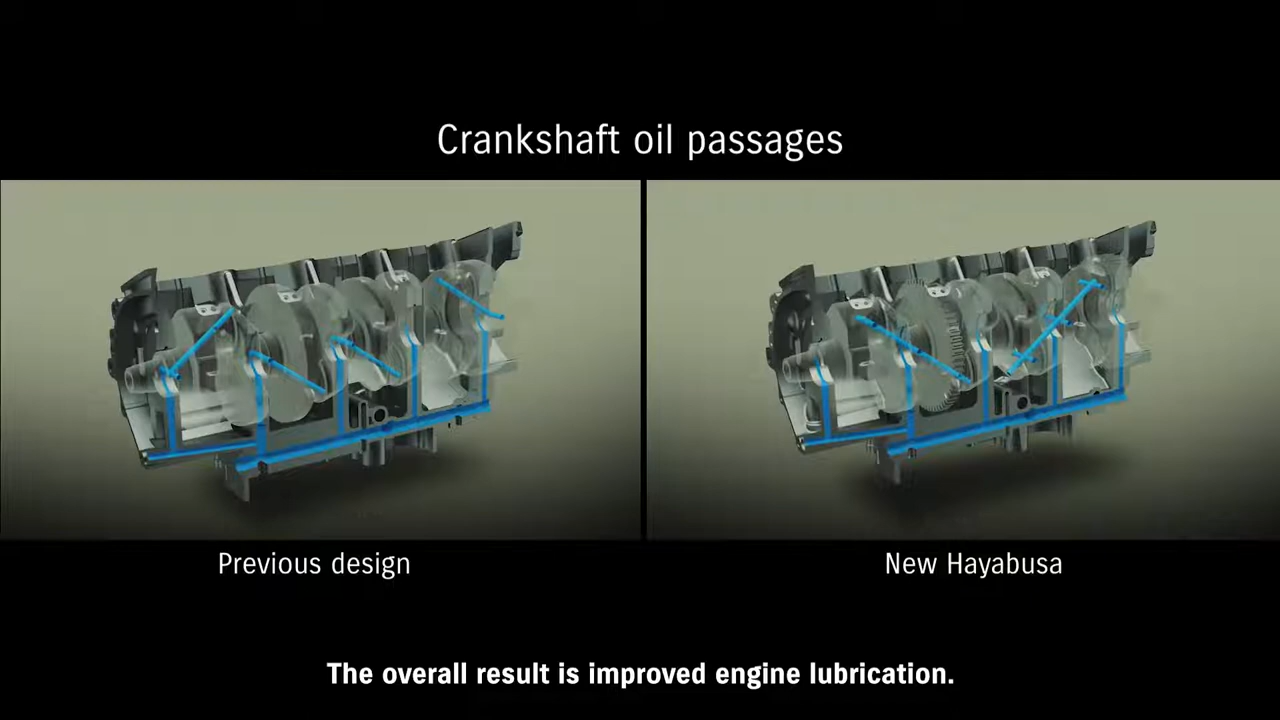 Crankshaft oil passages
Previous design
New Hayabusa
The overall result is improved engine lubrication.